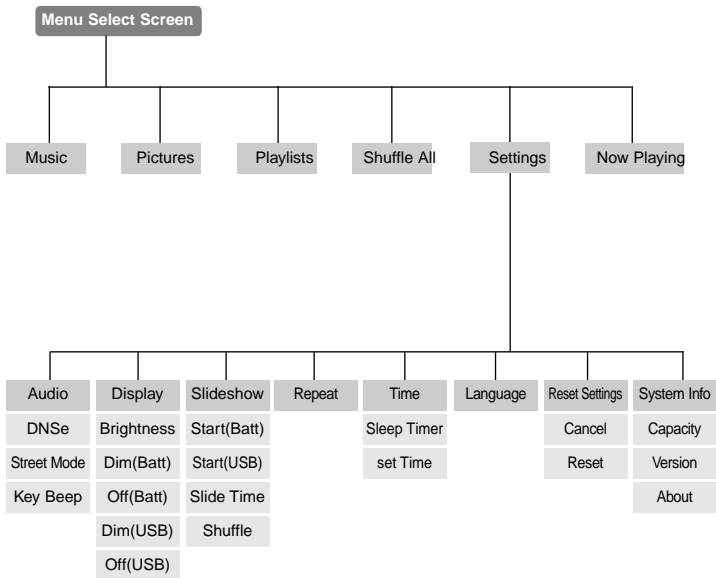 Menu Select Screen
Music
Pictures
Playlists
Shuffle All
Settings
Now Playing
Audio
DNSe
Street Mode
Key Beep
Display
Brightness
Dim(Batt)
Off(Batt)
Dim(USB)
Off(USB)
Slideshow
Start(Batt)
Start(USB)
Slide Time
Shuffle
Repeat
Time
Sleep Timer
set Time
Language
Reset Settings
Cancel
Reset
System Info
Capacity
Version
About